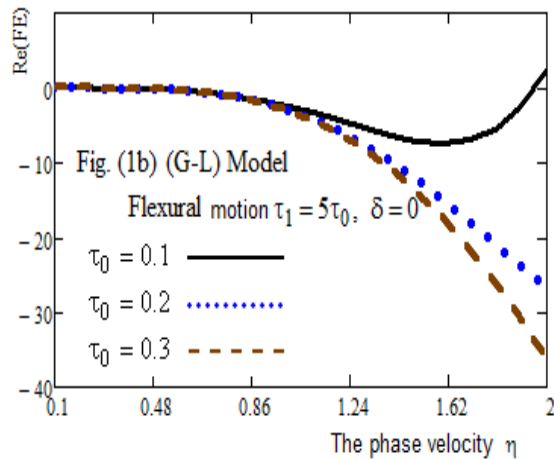 Re(FE)
0
−10
−20
−30
−40
Fig. (1b) (G-L) Model
Flexural motion τ₁ = 5τ₀, δ = 0
τ₀ = 0.1
τ₀ = 0.2
τ₀ = 0.3
0.1 0.48 0.86 1.24 1.62 2
The phase velocity η